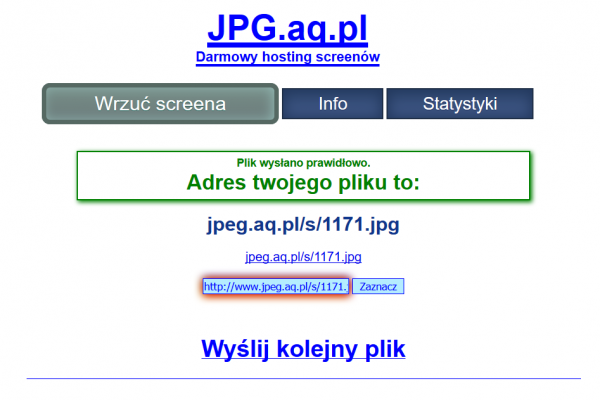 JPG.aq.pl
Darmowy hosting screenów
Wrzuć screena Info Statystyki
Plik wysłano prawidłowo.
Adres twojego pliku to:
jpeg.aq.pl/s/1171.jpg
jpeg.aq.pl/s/1171.jpg
http://www.jpeg.aq.pl/s/1171. Zaznacz
Wyślij kolejny plik